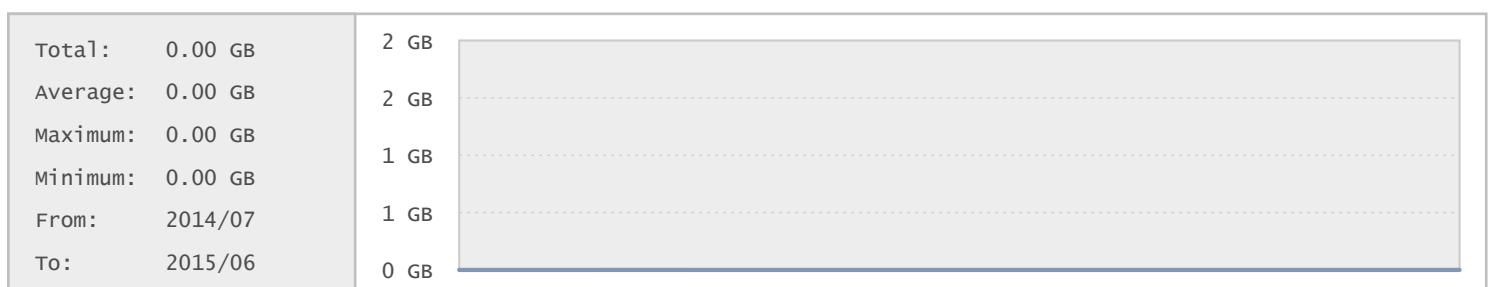 Total: 0.00 GB
Average: 0.00 GB
Maximum: 0.00 GB
Minimum: 0.00 GB
From: 2014/07
To: 2015/06
2 GB
2 GB
1 GB
1 GB
0 GB